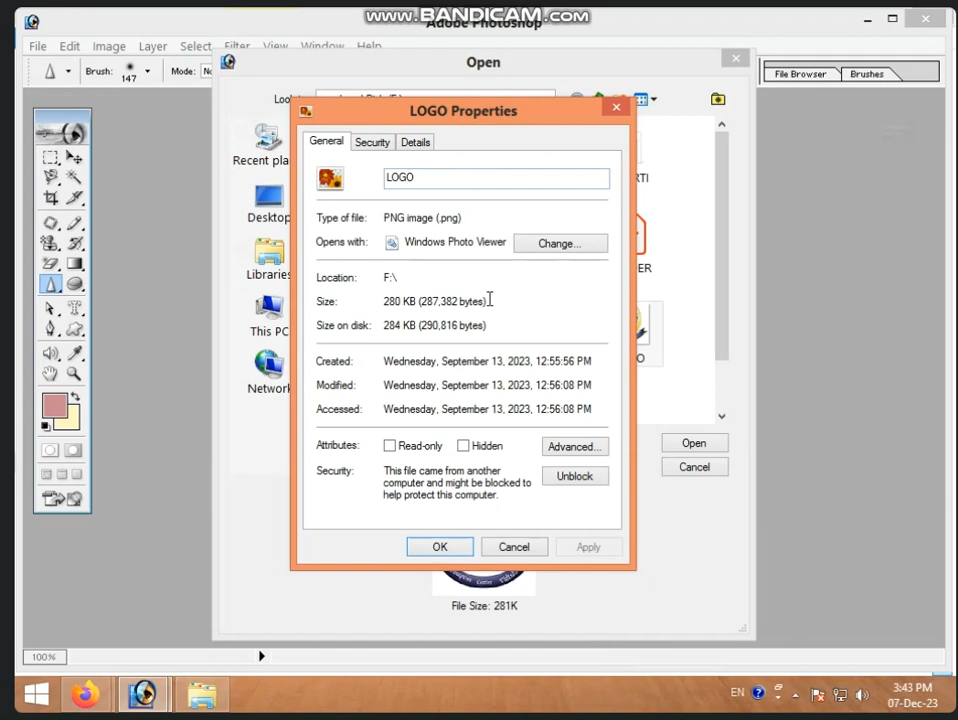 www.BANDICAM.com
Adobe Photoshop
File Edit Image Layer Select Filter View Window Help
Brush: 147 Mode:
File Browser Brushes
Open
Recent pla
Desktop
Libraries
This PC
Network
LOGO Properties
General Security Details
LOGO
Type of file: PNG image (.png)
Opens with: Windows Photo Viewer Change...
Location: F:\
Size: 280 KB (287,382 bytes)
Size on disk: 284 KB (290,816 bytes)
Created: Wednesday, September 13, 2023, 12:55:56 PM
Modified: Wednesday, September 13, 2023, 12:56:08 PM
Accessed: Wednesday, September 13, 2023, 12:56:08 PM
Attributes: Read-only Hidden Advanced...
Security: This file came from another computer and might be blocked to help protect this computer. Unblock
OK Cancel Apply
TI
ER
O
Open
Cancel
File Size: 281K
100%
EN 3:43 PM
07-Dec-23